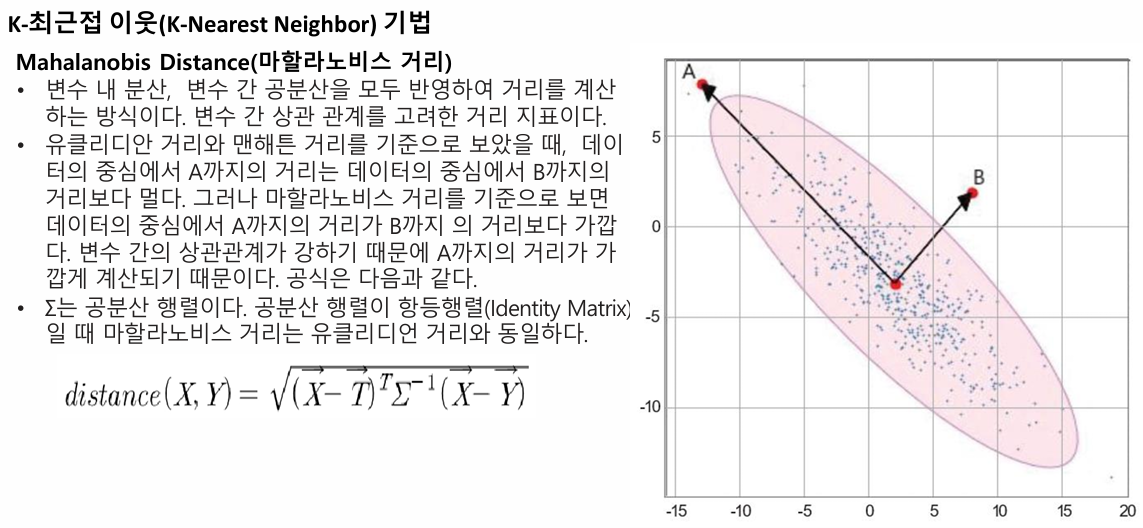 K-최근접 이웃(K-Nearest Neighbor) 기법
Mahalanobis Distance(마할라노비스 거리)
• 변수 내 분산, 변수 간 공분산을 모두 반영하여 거리를 계산
하는 방식이다. 변수 간 상관 관계를 고려한 거리 지표이다.
• 유클리디안 거리와 맨해튼 거리를 기준으로 보았을 때, 데이
터의 중심에서 A까지의 거리는 데이터의 중심에서 B까지의
거리보다 멀다. 그러나 마할라노비스 거리를 기준으로 보면
데이터의 중심에서 A까지의 거리가 B까지 의 거리보다 가깝
다. 변수 간의 상관관계가 강하기 때문에 A까지의 거리가 가
깝게 계산되기 때문이다. 공식은 다음과 같다.
• Σ는 공분산 행렬이다. 공분산 행렬이 항등행렬(Identity Matrix)
일 때 마할라노비스 거리는 유클리디언 거리와 동일하다.
distance(X, Y) = √(X⃗ − T⃗)ᵀ Σ⁻¹ (X⃗ − Y⃗)
A
B
5
0
-5
-10
-15 -10 -5 0 5 10 15 20